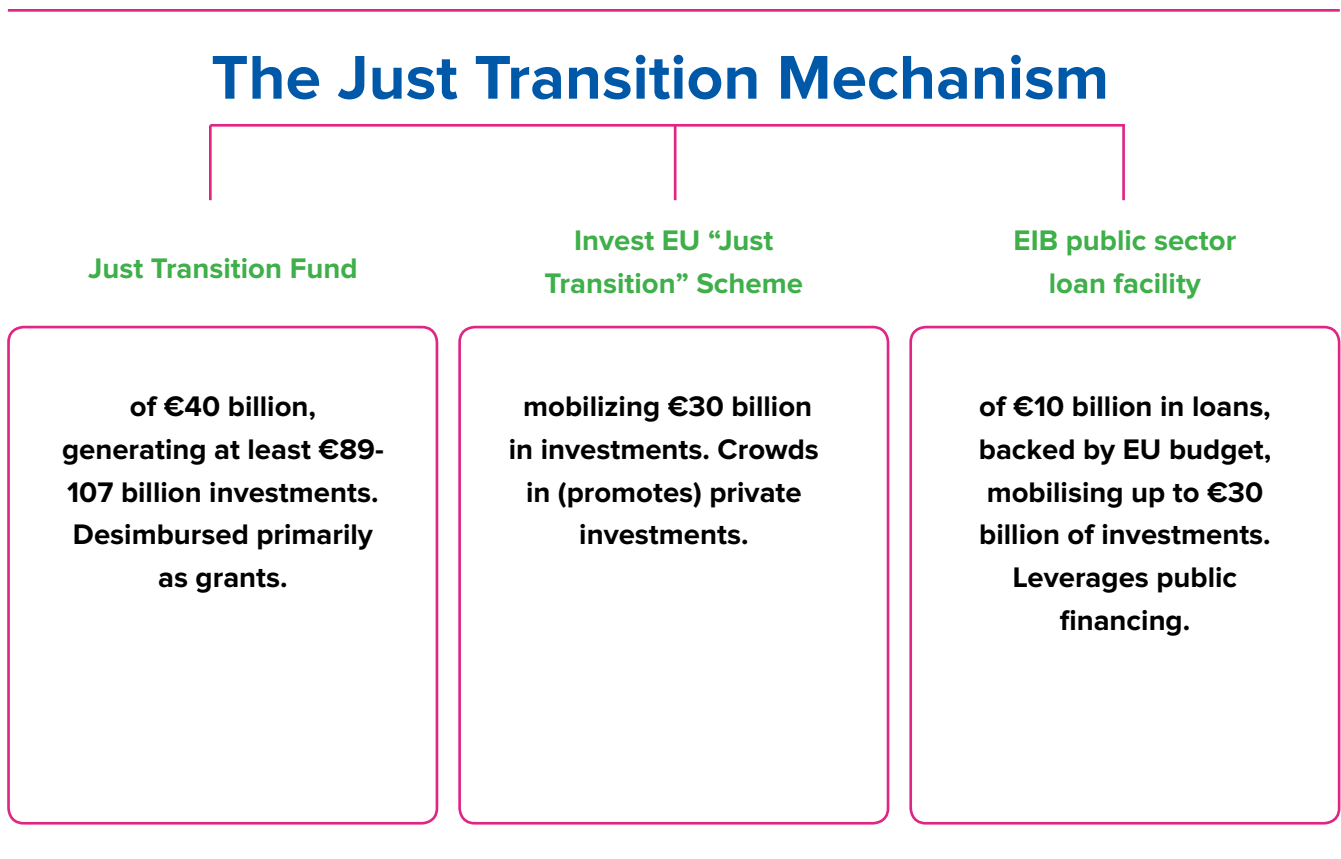 The Just Transition Mechanism
Just Transition Fund
Invest EU “Just
Transition” Scheme
EIB public sector
loan facility
of €40 billion,
generating at least €89-
107 billion investments.
Desimbursed primarily
as grants.
mobilizing €30 billion
in investments. Crowds
in (promotes) private
investments.
of €10 billion in loans,
backed by EU budget,
mobilising up to €30
billion of investments.
Leverages public
financing.